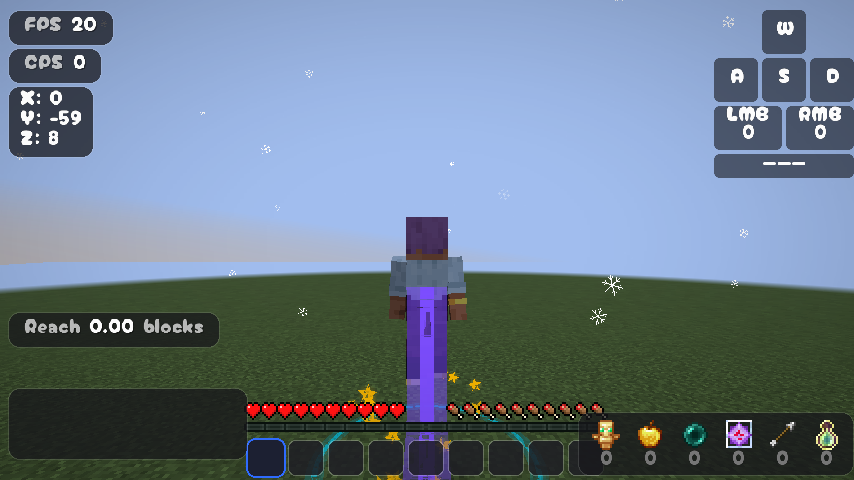 FPS 20
CPS 0
X: 0
Y: -59
Z: 8
W
A S D
LMB RMB
0 0
———
Reach 0.00 blocks
0 0 0 0 0 0